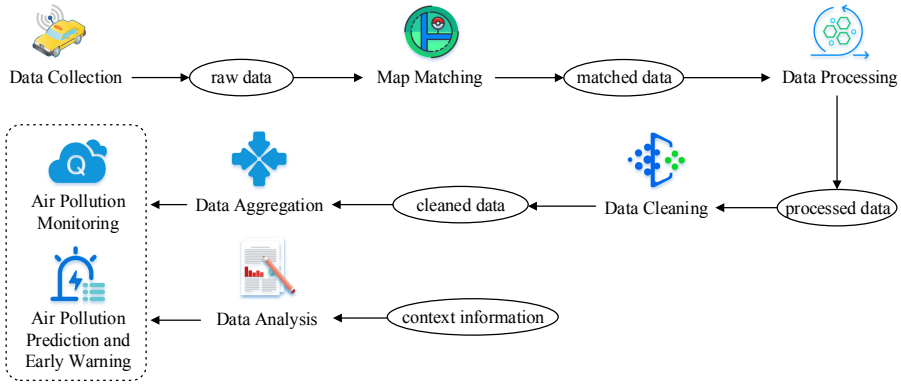 Data Collection
raw data
Map Matching
matched data
Data Processing
Q
Air Pollution
Monitoring
Data Aggregation
cleaned data
Data Cleaning
processed data
Air Pollution
Prediction and
Early Warning
Data Analysis
context information